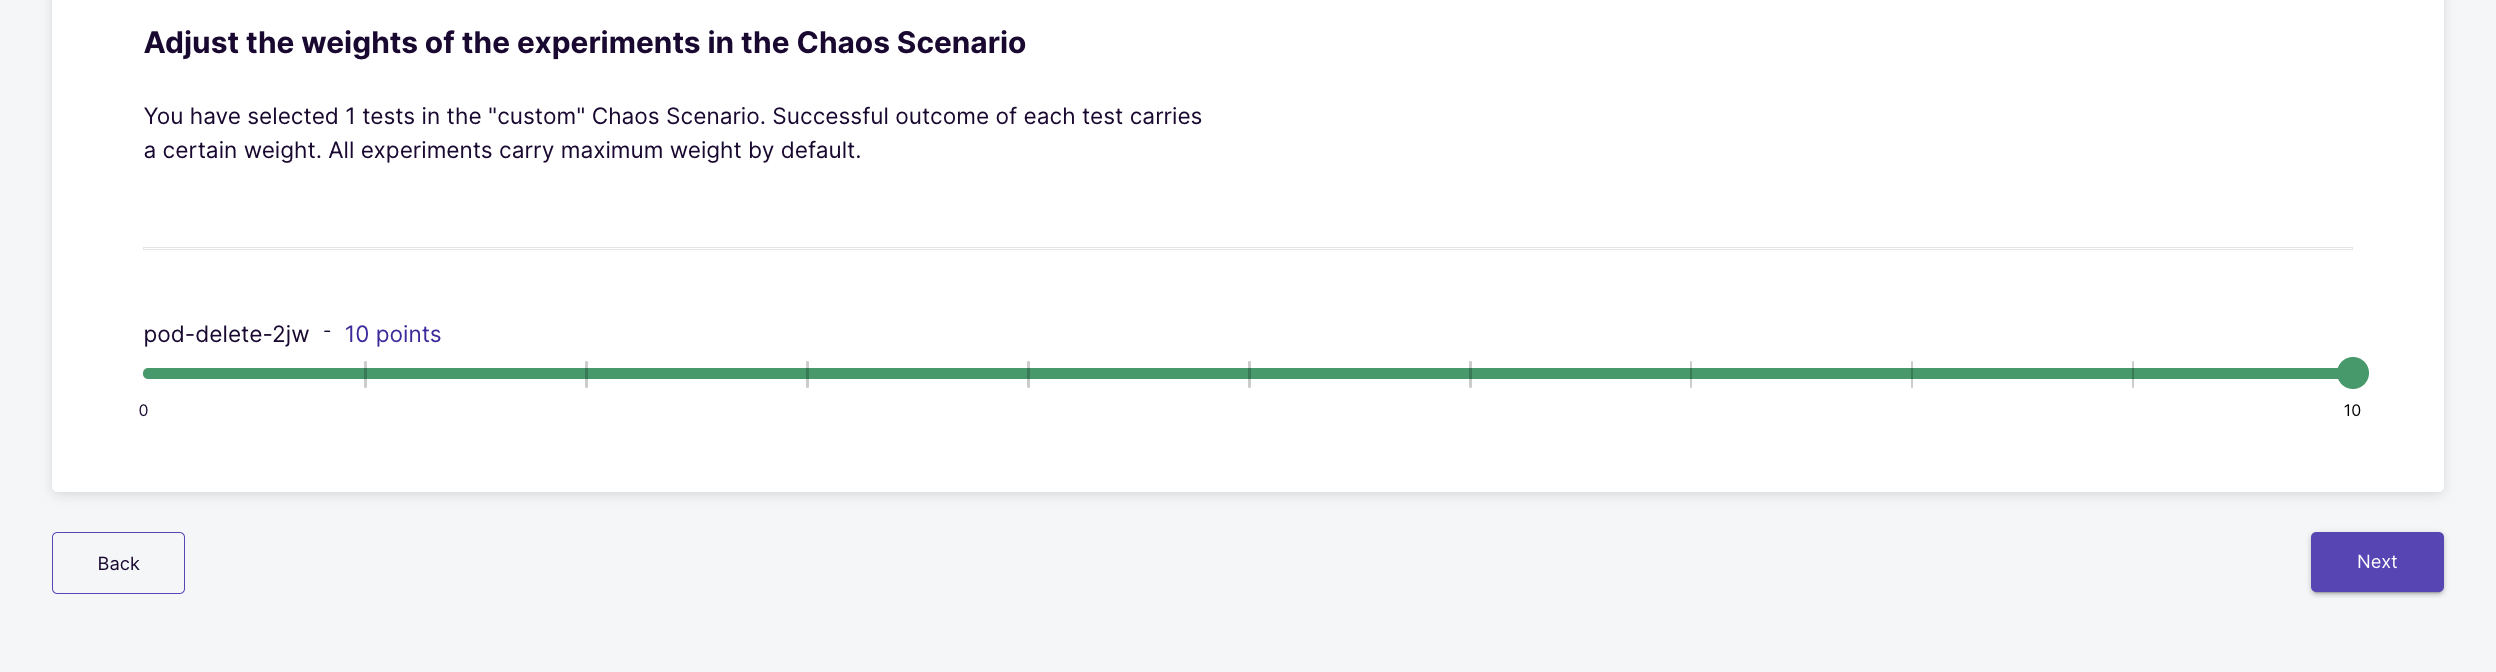 Adjust the weights of the experiments in the Chaos Scenario
You have selected 1 tests in the "custom" Chaos Scenario. Successful outcome of each test carries
a certain weight. All experiments carry maximum weight by default.
pod-delete-2jw - 10 points
0 10
Back Next